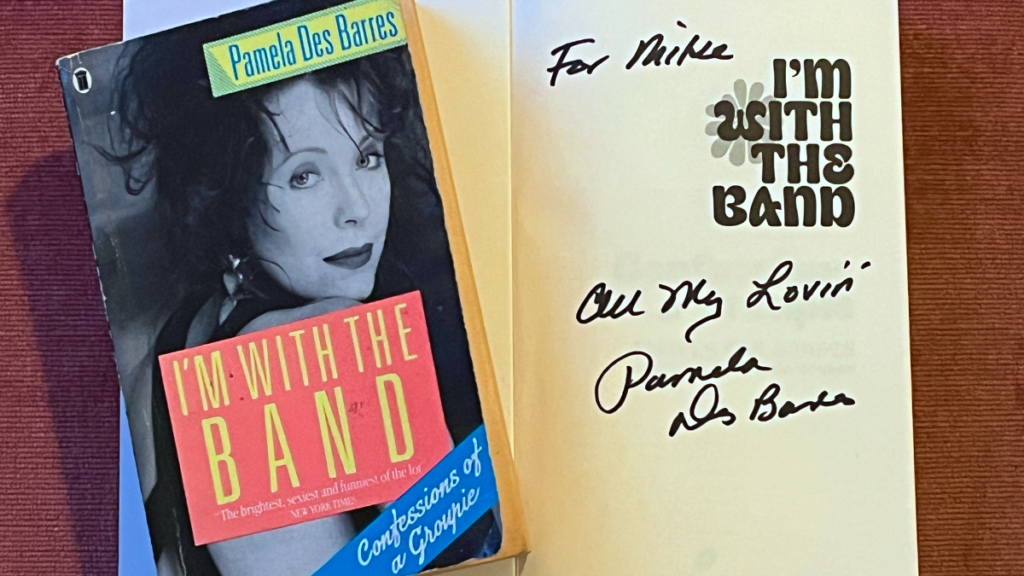 Pamela Des Barres
I'M WITH THE
BAND
"The brightest, sexiest and funniest of the lot"
NEW YORK TIMES
Confessions of
a Groupie
For Mike
I'M
WITH
THE
BAND
All My Lovin'
Pamela
Des Barres